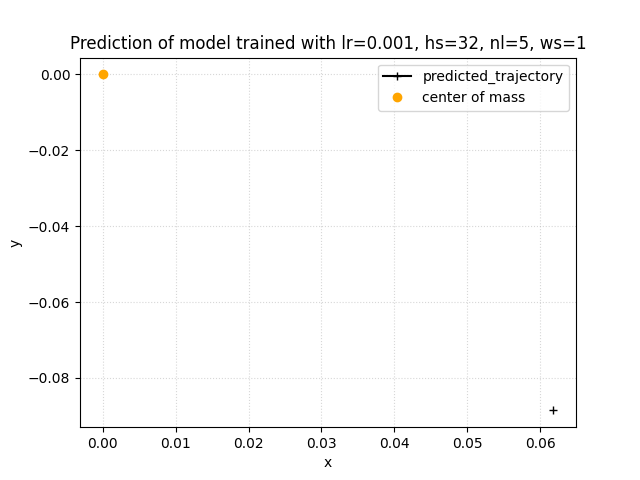 Prediction of model trained with lr=0.001, hs=32, nl=5, ws=1
predicted_trajectory
center of mass
0.00
−0.02
−0.04
−0.06
−0.08
y
0.00 0.01 0.02 0.03 0.04 0.05 0.06
x